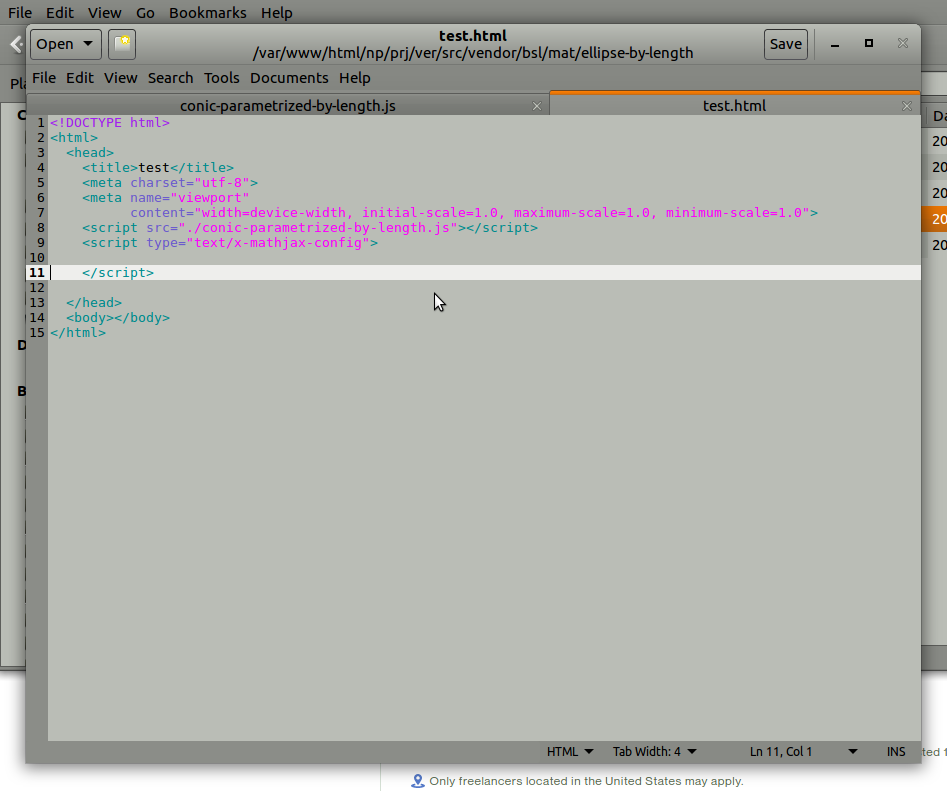 File Edit View Go Bookmarks Help
test.html
Open
/var/www/html/np/prj/ver/src/vendor/bsl/mat/ellipse-by-length
Save
File Edit View Search Tools Documents Help
conic-parametrized-by-length.js
test.html
1 <!DOCTYPE html>
2 <html>
3   <head>
4     <title>test</title>
5     <meta charset="utf-8">
6     <meta name="viewport"
7           content="width=device-width, initial-scale=1.0, maximum-scale=1.0, minimum-scale=1.0">
8     <script src="./conic-parametrized-by-length.js"></script>
9     <script type="text/x-mathjax-config">
10
11     </script>
12
13   </head>
14   <body></body>
15 </html>
20
20
20
20
20
HTML Tab Width: 4 Ln 11, Col 1 INS
Only freelancers located in the United States may apply.